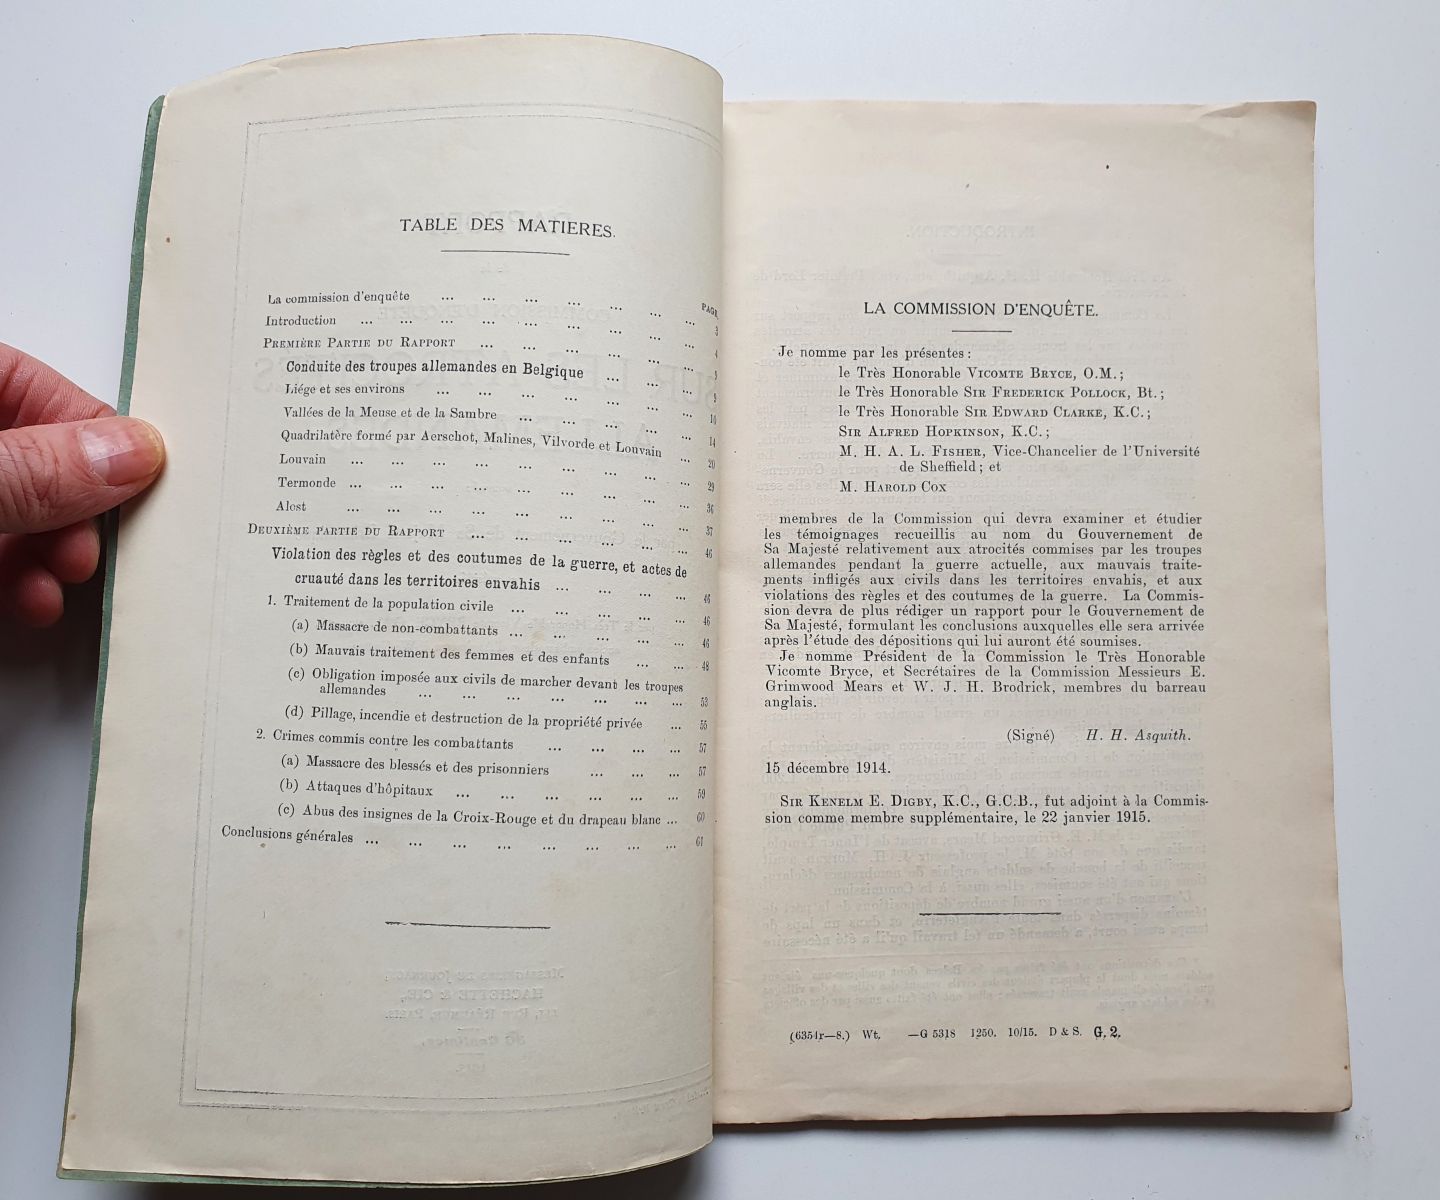 TABLE DES MATIERES.
PAGE.
La commission d'enquête ... ... ... ... ... ... ... 3
Introduction ... ... ... ... ... ... ... ... ... 4
PREMIÈRE PARTIE DU RAPPORT ... ... ... ... ... ... 9
Conduite des troupes allemandes en Belgique ... ... ... 9
Liége et ses environs ... ... ... ... ... ... ... 10
Vallées de la Meuse et de la Sambre ... ... ... ... ... 14
Quadrilatère formé par Aerschot, Malines, Vilvorde et Louvain ... 20
Louvain ... ... ... ... ... ... ... ... ... 29
Termonde ... ... ... ... ... ... ... ... ... 36
Alost ... ... ... ... ... ... ... ... ... 37
DEUXIÈME PARTIE DU RAPPORT ... ... ... ... ... ... 46
Violation des règles et des coutumes de la guerre, et actes de
cruauté dans les territoires envahis ... ... ... ... 46
1. Traitement de la population civile ... ... ... ... ... 46
(a) Massacre de non-combattants ... ... ... ... ... 46
(b) Mauvais traitement des femmes et des enfants ... ... 48
(c) Obligation imposée aux civils de marcher devant les troupes
allemandes ... ... ... ... ... ... ... 53
(d) Pillage, incendie et destruction de la propriété privée ... 55
2. Crimes commis contre les combattants ... ... ... ... 57
(a) Massacre des blessés et des prisonniers ... ... ... 57
(b) Attaques d'hôpitaux ... ... ... ... ... ... 59
(c) Abus des insignes de la Croix-Rouge et du drapeau blanc ... 60
Conclusions générales ... ... ... ... ... ... ... ... 61
LA COMMISSION D'ENQUÊTE.
Je nomme par les présentes :
le Très Honorable VICOMTE BRYCE, O.M. ;
le Très Honorable SIR FREDERICK POLLOCK, Bt. ;
le Très Honorable SIR EDWARD CLARKE, K.C. ;
SIR ALFRED HOPKINSON, K.C. ;
M. H. A. L. FISHER, Vice-Chancelier de l'Université
de Sheffield ; et
M. HAROLD COX
membres de la Commission qui devra examiner et étudier
les témoignages recueillis au nom du Gouvernement de
Sa Majesté relativement aux atrocités commises par les troupes
allemandes pendant la guerre actuelle, aux mauvais traite-
ments infligés aux civils dans les territoires envahis, et aux
violations des règles et des coutumes de la guerre. La Commis-
sion devra de plus rédiger un rapport pour le Gouvernement de
Sa Majesté, formulant les conclusions auxquelles elle sera arrivée
après l'étude des dépositions qui lui auront été soumises.
Je nomme Président de la Commission le Très Honorable
Vicomte Bryce, et Secrétaires de la Commission Messieurs E.
Grimwood Mears et W. J. H. Brodrick, membres du barreau
anglais.
(Signé) H. H. Asquith.
15 décembre 1914.
SIR KENELM E. DIGBY, K.C., G.C.B., fut adjoint à la Commis-
sion comme membre supplémentaire, le 22 janvier 1915.
(6354r—8.) Wt. —G 5318 1250. 10/15. D & S. G. 2.